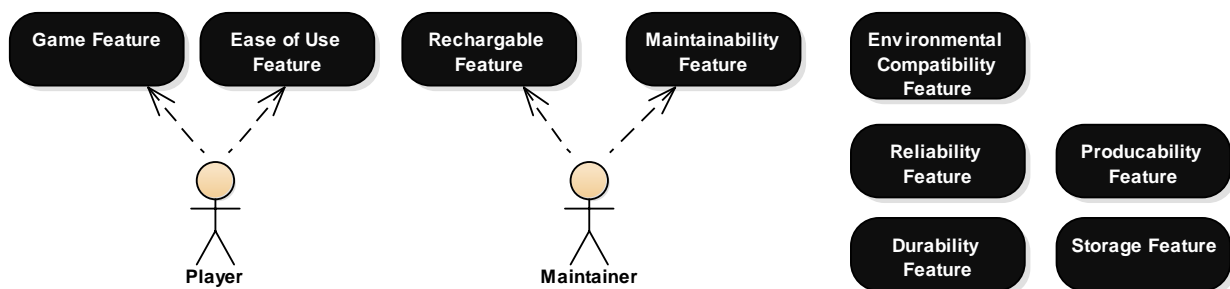 Game Feature
Ease of Use
Feature
Rechargable
Feature
Maintainability
Feature
Environmental
Compatibility
Feature
Reliability
Feature
Producability
Feature
Durability
Feature
Storage Feature
Player
Maintainer